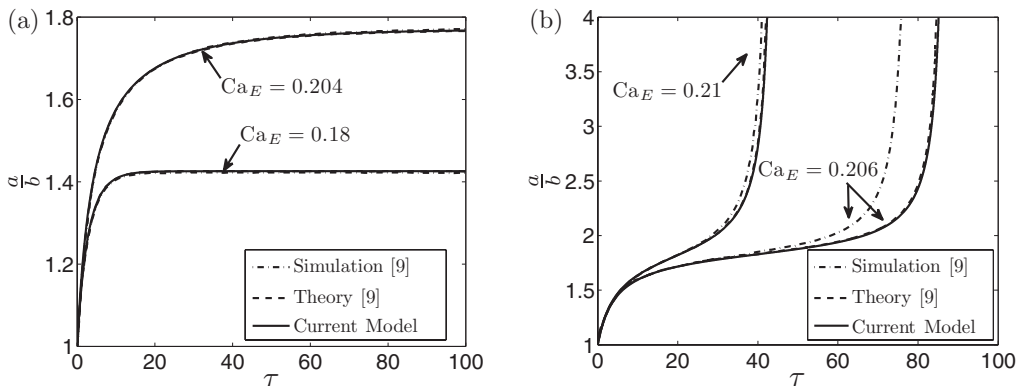 (a)
1.8
1.6
1.4
1.2
1
a/b
Ca_E = 0.204
Ca_E = 0.18
Simulation [9]
Theory [9]
Current Model
0 20 40 60 80 100
τ
(b)
4
3.5
3
2.5
2
1.5
1
a/b
Ca_E = 0.21
Ca_E = 0.206
Simulation [9]
Theory [9]
Current Model
0 20 40 60 80 100
τ